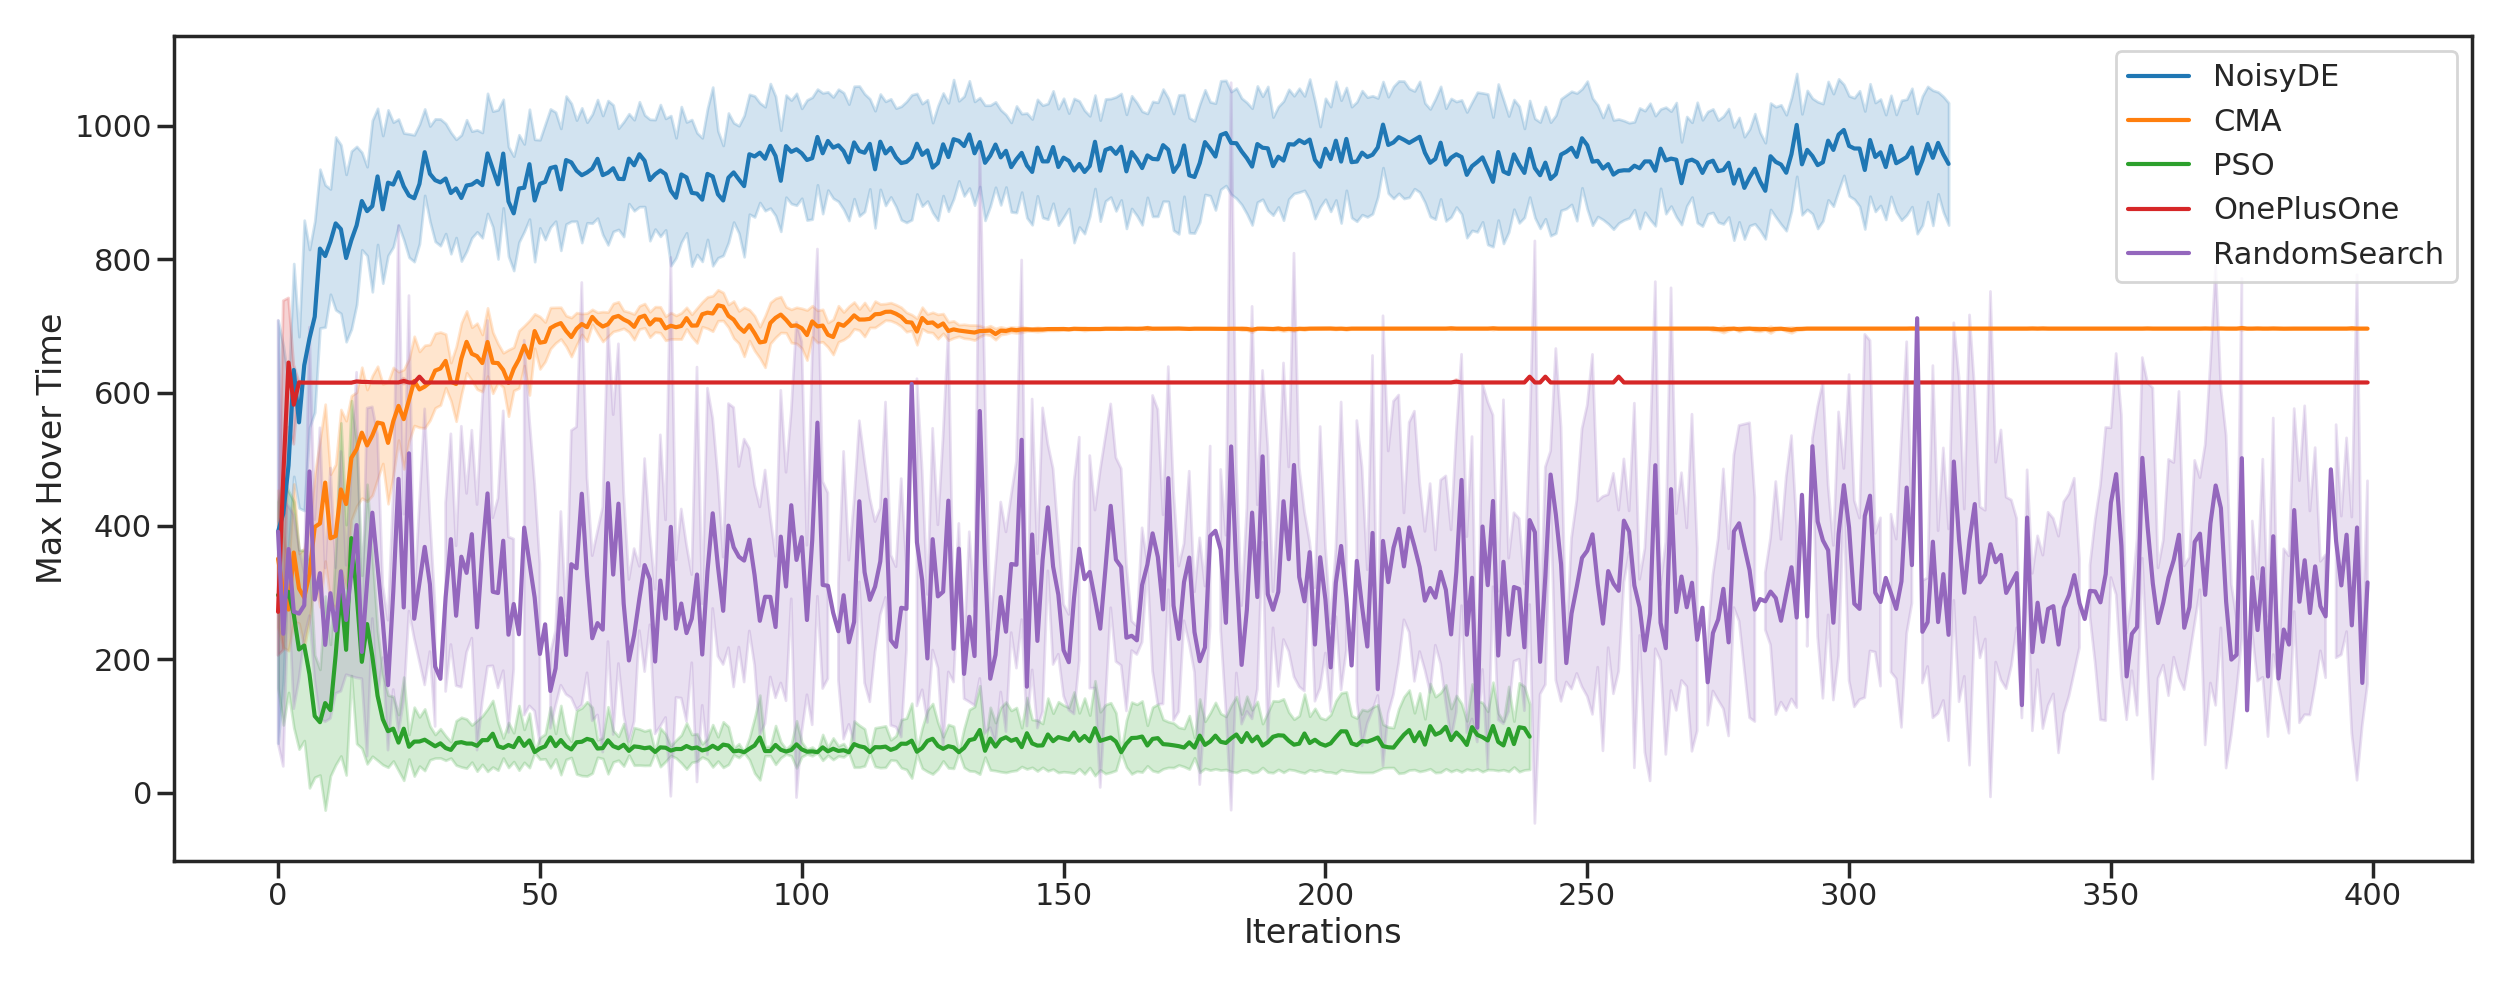 NoisyDE
CMA
PSO
OnePlusOne
RandomSearch
Max Hover Time
1000
800
600
400
200
0
0 50 100 150 200 250 300 350 400
Iterations